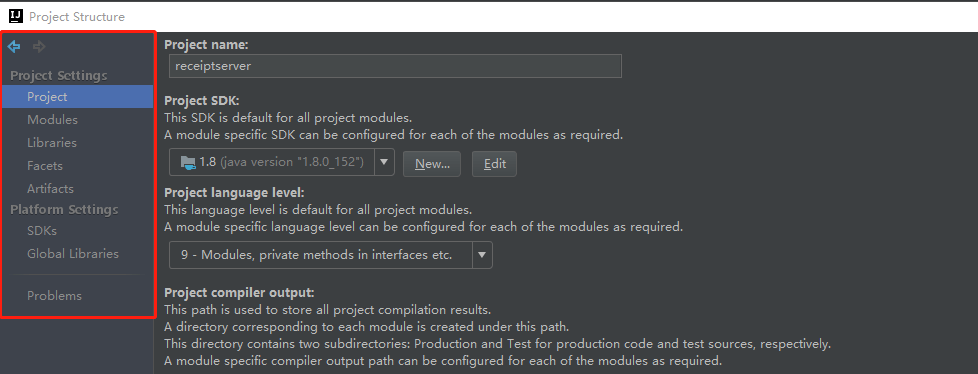 IJ Project Structure
Project Settings
Project
Modules
Libraries
Facets
Artifacts
Platform Settings
SDKs
Global Libraries
Problems
Project name:
receiptserver
Project SDK:
This SDK is default for all project modules.
A module specific SDK can be configured for each of the modules as required.
1.8 (java version "1.8.0_152") New... Edit
Project language level:
This language level is default for all project modules.
A module specific language level can be configured for each of the modules as required.
9 - Modules, private methods in interfaces etc.
Project compiler output:
This path is used to store all project compilation results.
A directory corresponding to each module is created under this path.
This directory contains two subdirectories: Production and Test for production code and test sources, respectively.
A module specific compiler output path can be configured for each of the modules as required.